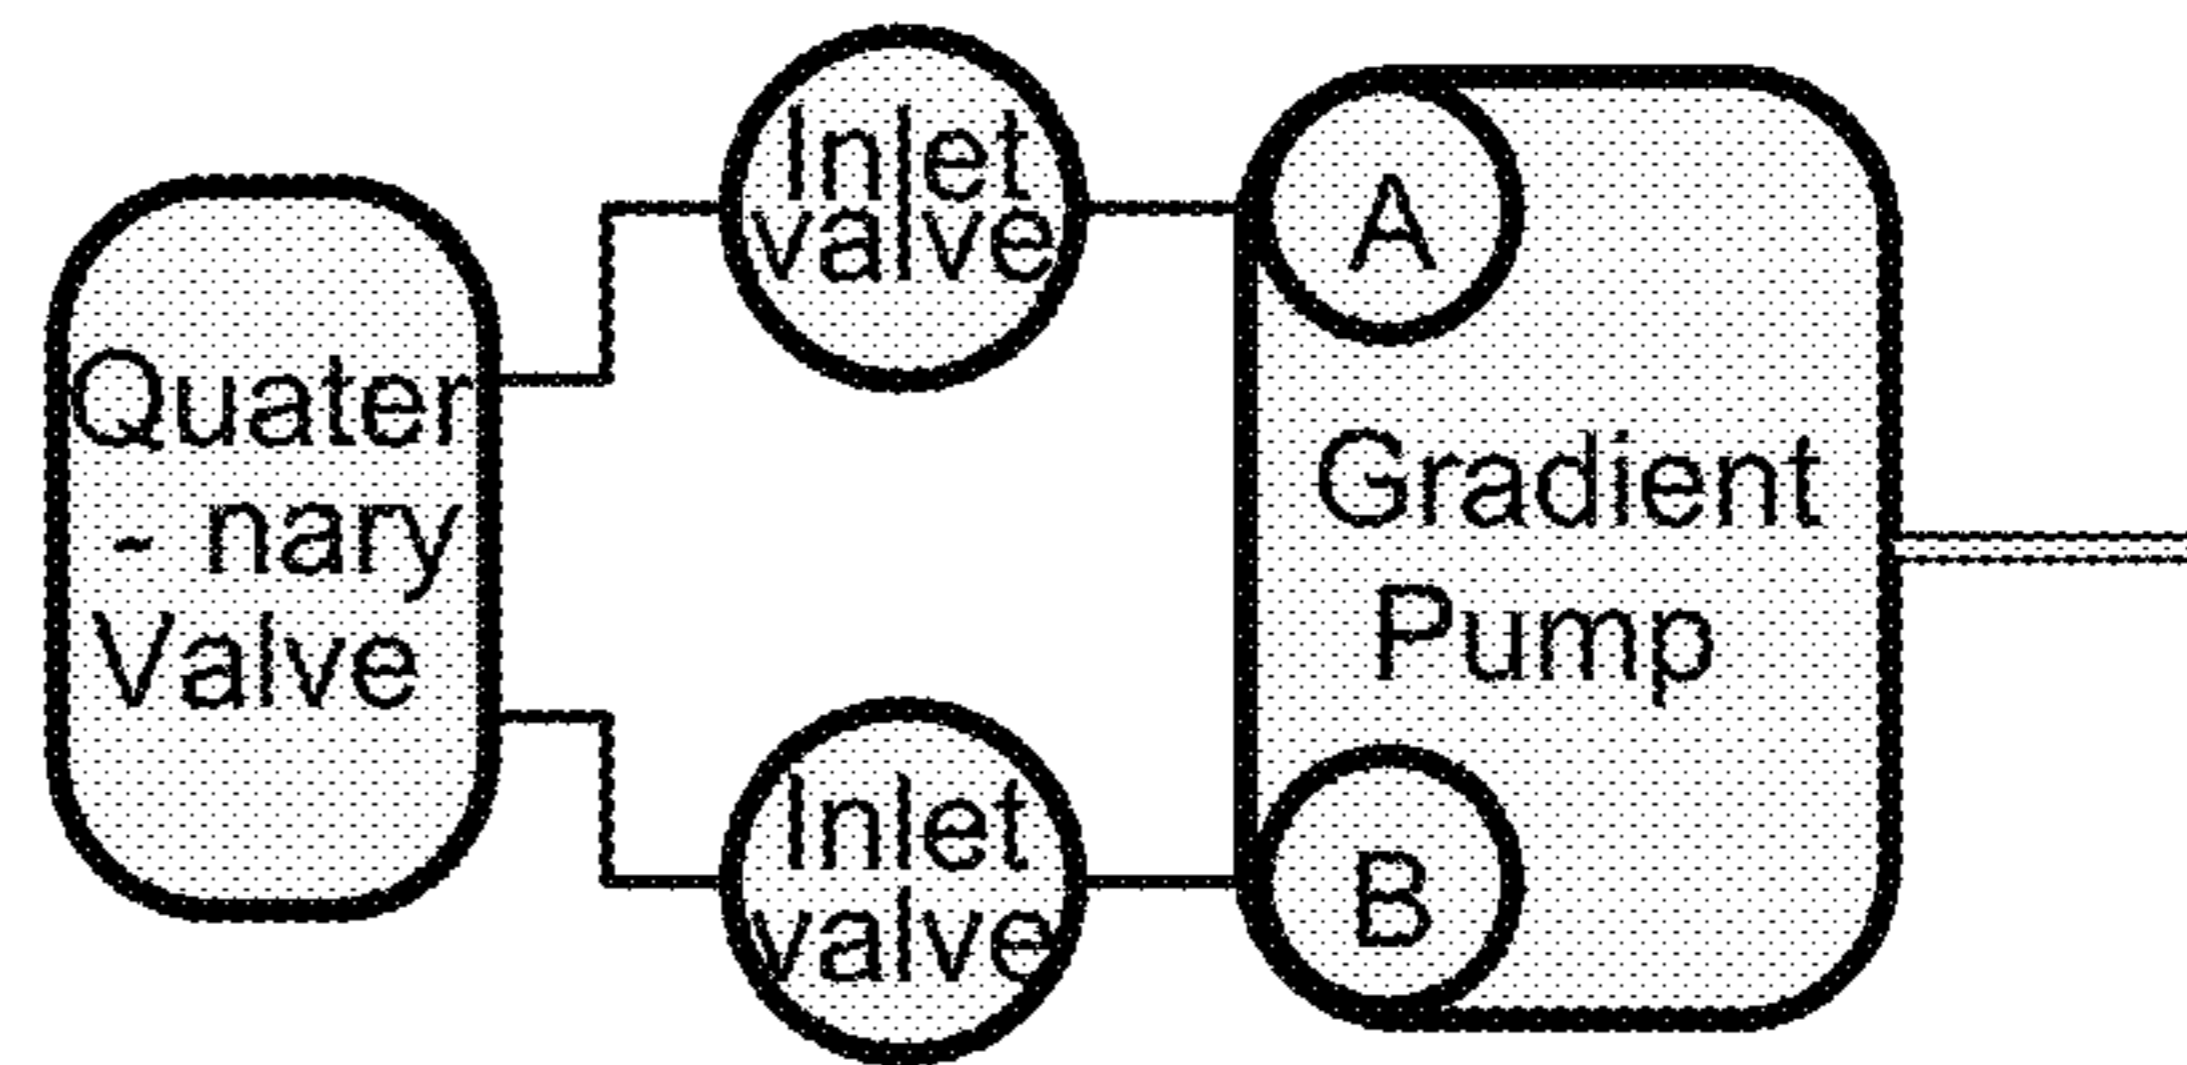 Quater
- nary
Valve
Inlet
valve
Inlet
valve
A
Gradient
Pump
B